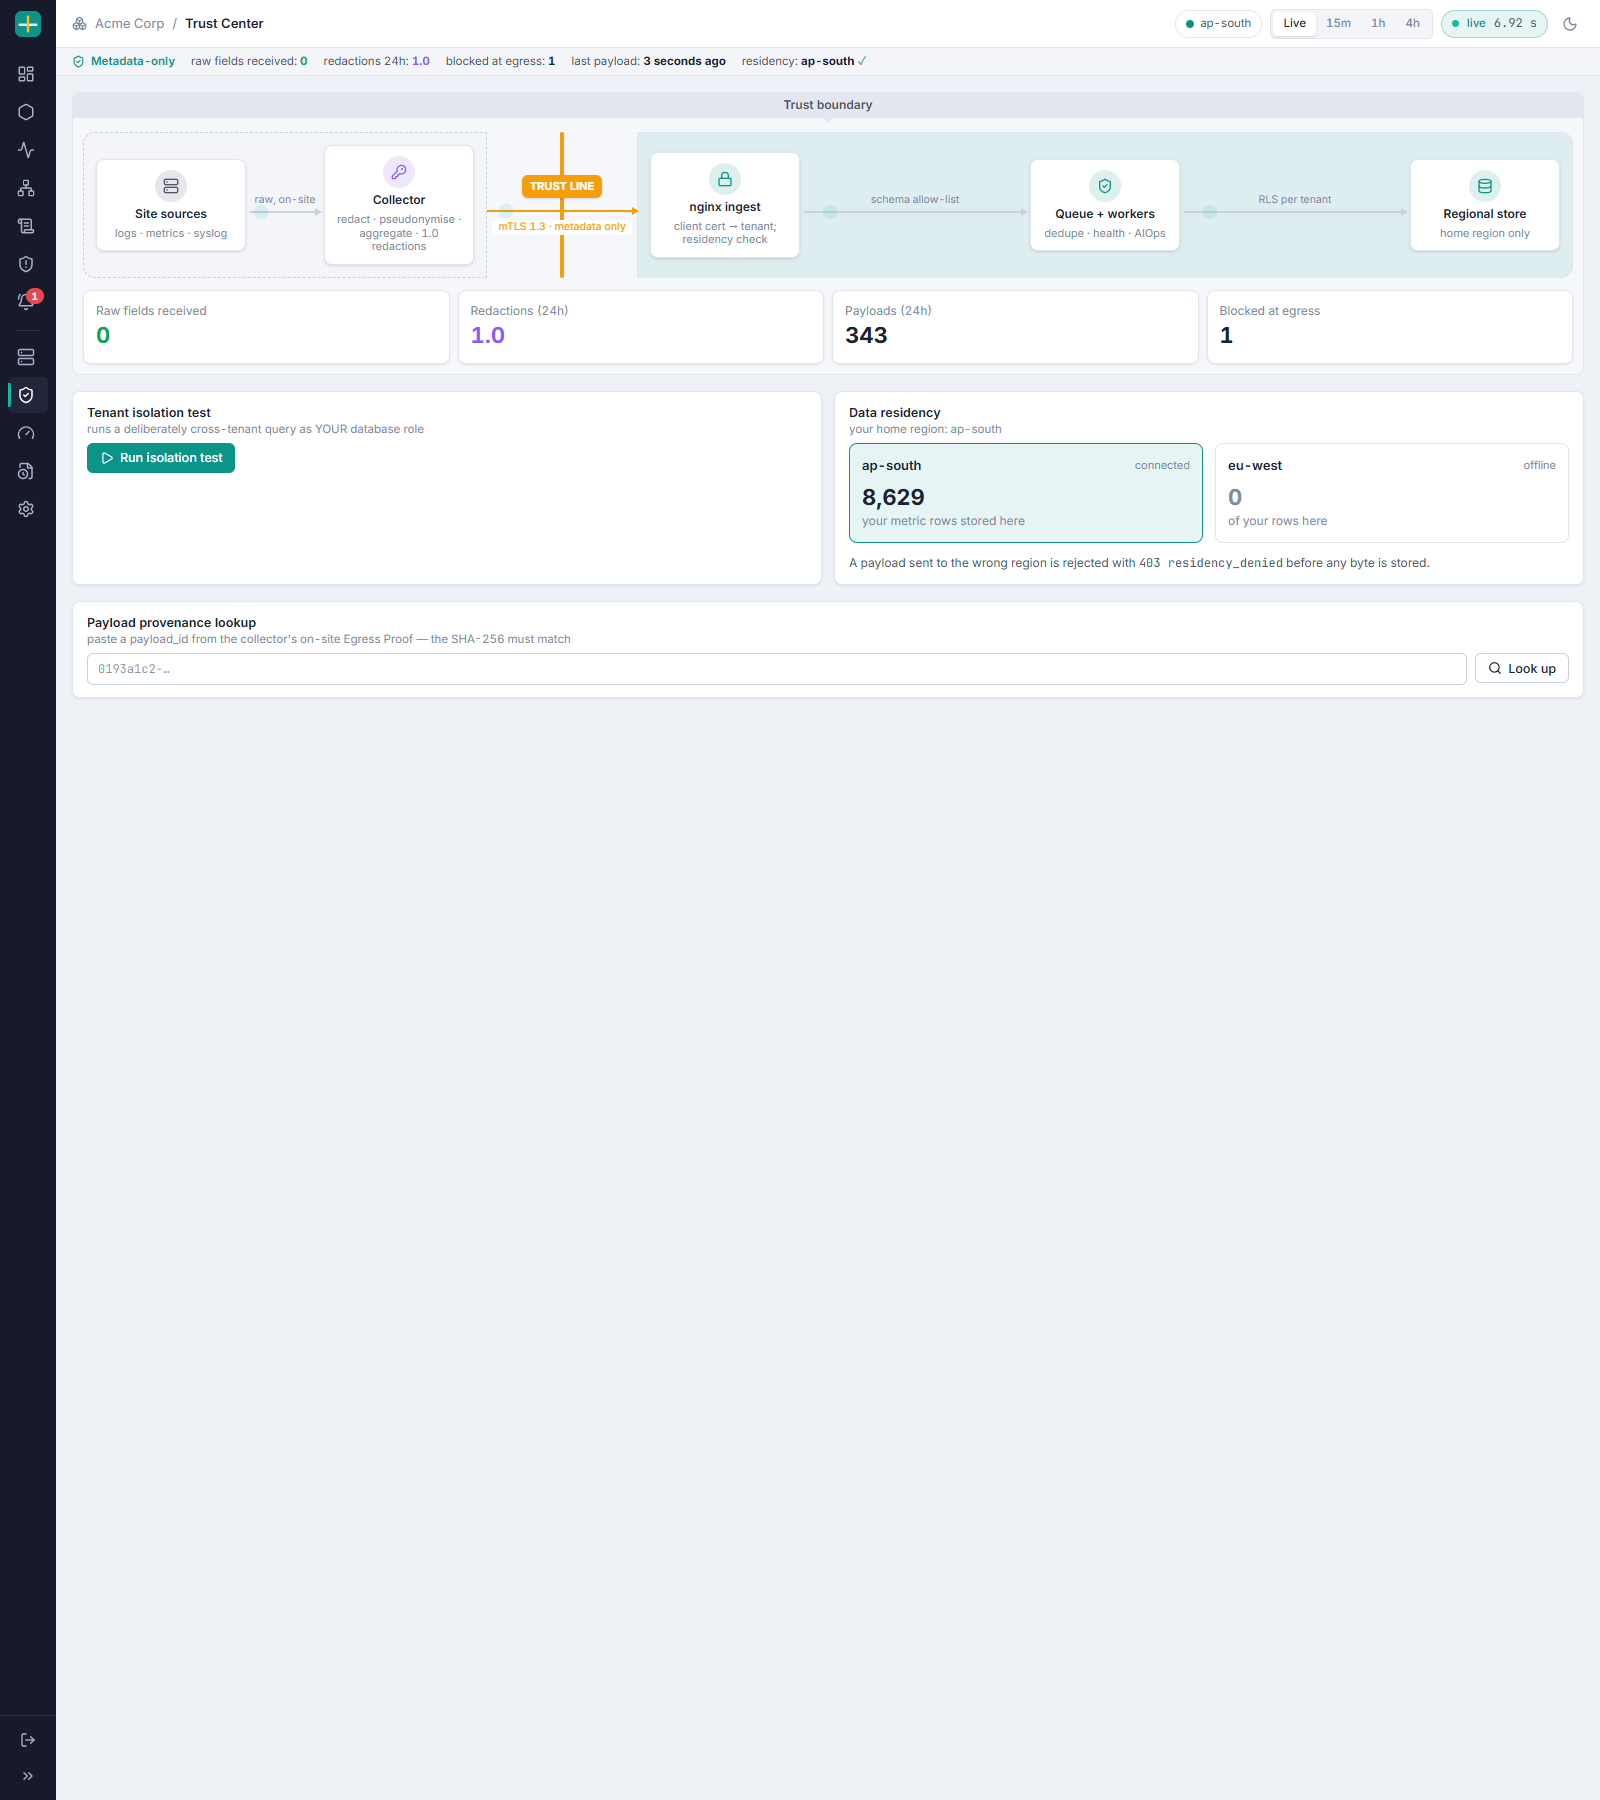 Acme Corp / Trust Center
ap-south
Live 15m 1h 4h
live 6.92 s
Metadata-only raw fields received: 0 redactions 24h: 1.0 blocked at egress: 1 last payload: 3 seconds ago residency: ap-south ✓
1
Trust boundary
Site sources
logs · metrics · syslog
raw, on-site
Collector
redact · pseudonymise ·
aggregate · 1.0
redactions
TRUST LINE
mTLS 1.3 · metadata only
nginx ingest
client cert → tenant;
residency check
schema allow-list
Queue + workers
dedupe · health · AIOps
RLS per tenant
Regional store
home region only
Raw fields received
0
Redactions (24h)
1.0
Payloads (24h)
343
Blocked at egress
1
Tenant isolation test
runs a deliberately cross-tenant query as YOUR database role
Run isolation test
Data residency
your home region: ap-south
ap-south connected
8,629
your metric rows stored here
eu-west offline
0
of your rows here
A payload sent to the wrong region is rejected with 403 residency_denied before any byte is stored.
Payload provenance lookup
paste a payload_id from the collector's on-site Egress Proof — the SHA-256 must match
0193a1c2-…
Look up